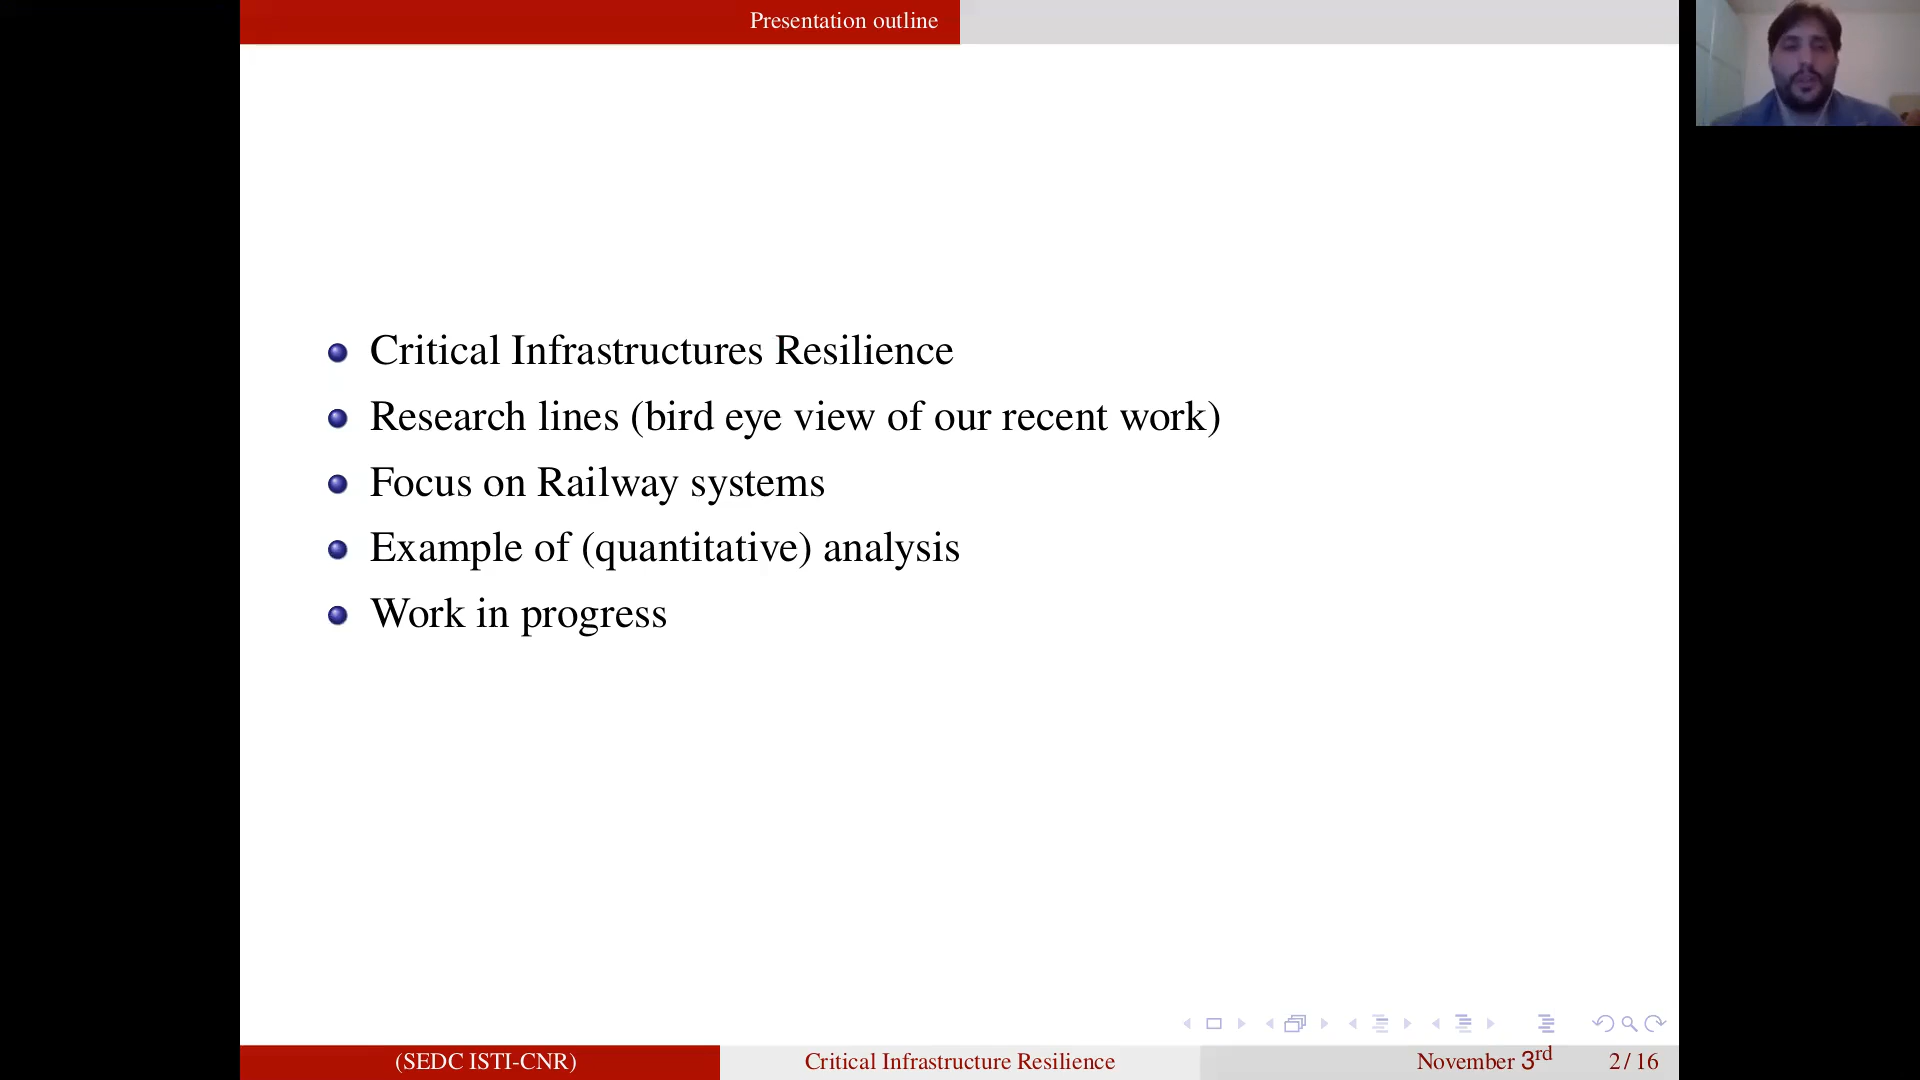 Presentation outline
Critical Infrastructures Resilience
Research lines (bird eye view of our recent work)
Focus on Railway systems
Example of (quantitative) analysis
Work in progress
(SEDC ISTI-CNR)
Critical Infrastructure Resilience
November 3rd
2 / 16